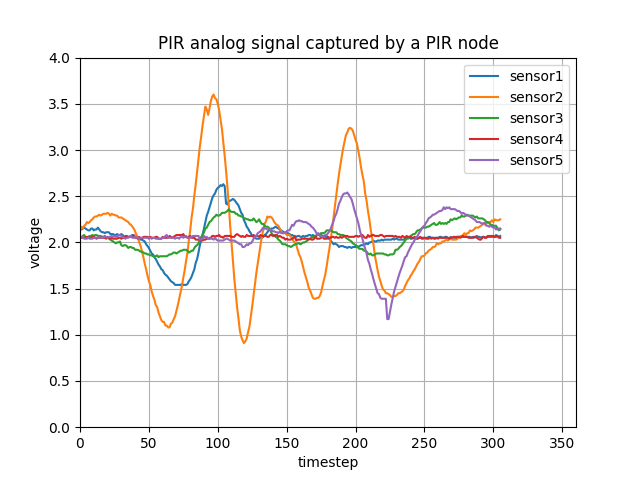 PIR analog signal captured by a PIR node
4.0
3.5
3.0
2.5
2.0
1.5
1.0
0.5
0.0
voltage
0 50 100 150 200 250 300 350
timestep
sensor1
sensor2
sensor3
sensor4
sensor5